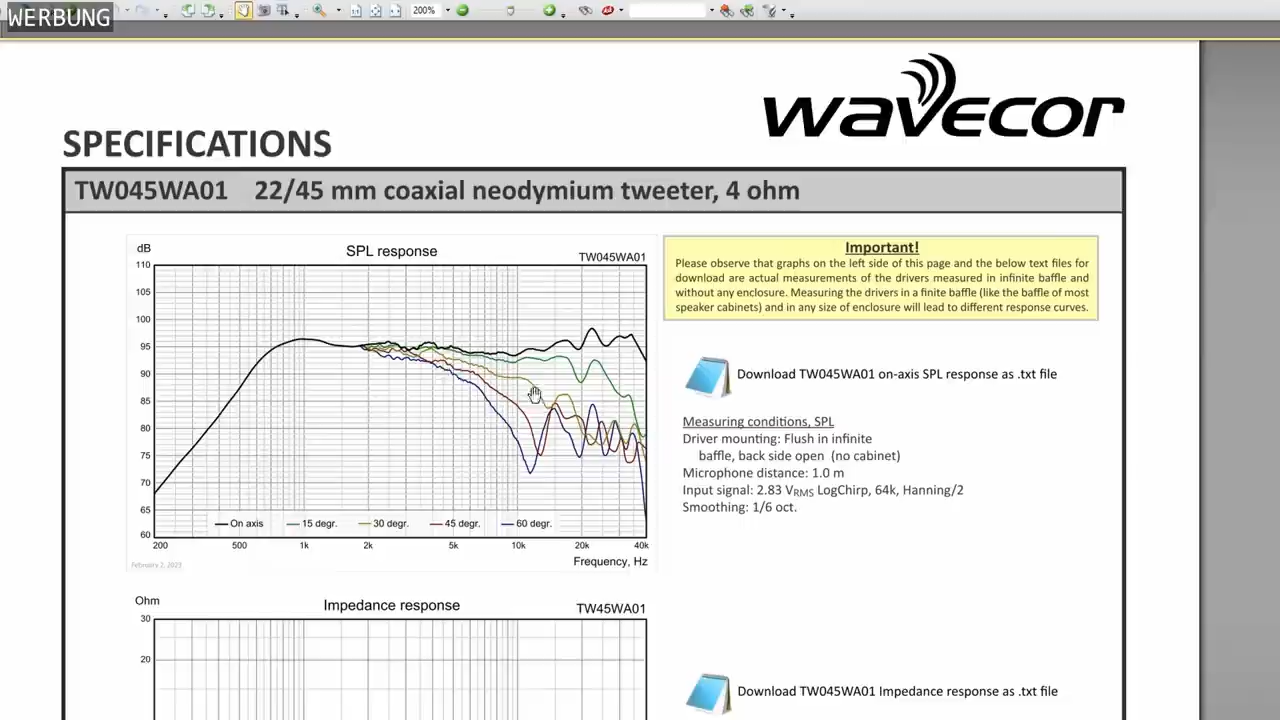 WERBUNG
200%
wavecor
SPECIFICATIONS
TW045WA01 22/45 mm coaxial neodymium tweeter, 4 ohm
dB
SPL response
TW045WA01
110
105
100
95
90
85
80
75
70
65
60
On axis 15 degr. 30 degr. 45 degr. 60 degr.
200 500 1k 2k 5k 10k 20k 40k
Frequency, Hz
February 2, 2023
Important!
Please observe that graphs on the left side of this page and the below text files for
download are actual measurements of the drivers measured in infinite baffle and
without any enclosure. Measuring the drivers in a finite baffle (like the baffle of most
speaker cabinets) and in any size of enclosure will lead to different response curves.
Download TW045WA01 on-axis SPL response as .txt file
Measuring conditions, SPL
Driver mounting: Flush in infinite
baffle, back side open (no cabinet)
Microphone distance: 1.0 m
Input signal: 2.83 VRMS LogChirp, 64k, Hanning/2
Smoothing: 1/6 oct.
Ohm
Impedance response
TW45WA01
30
20
Download TW045WA01 Impedance response as .txt file